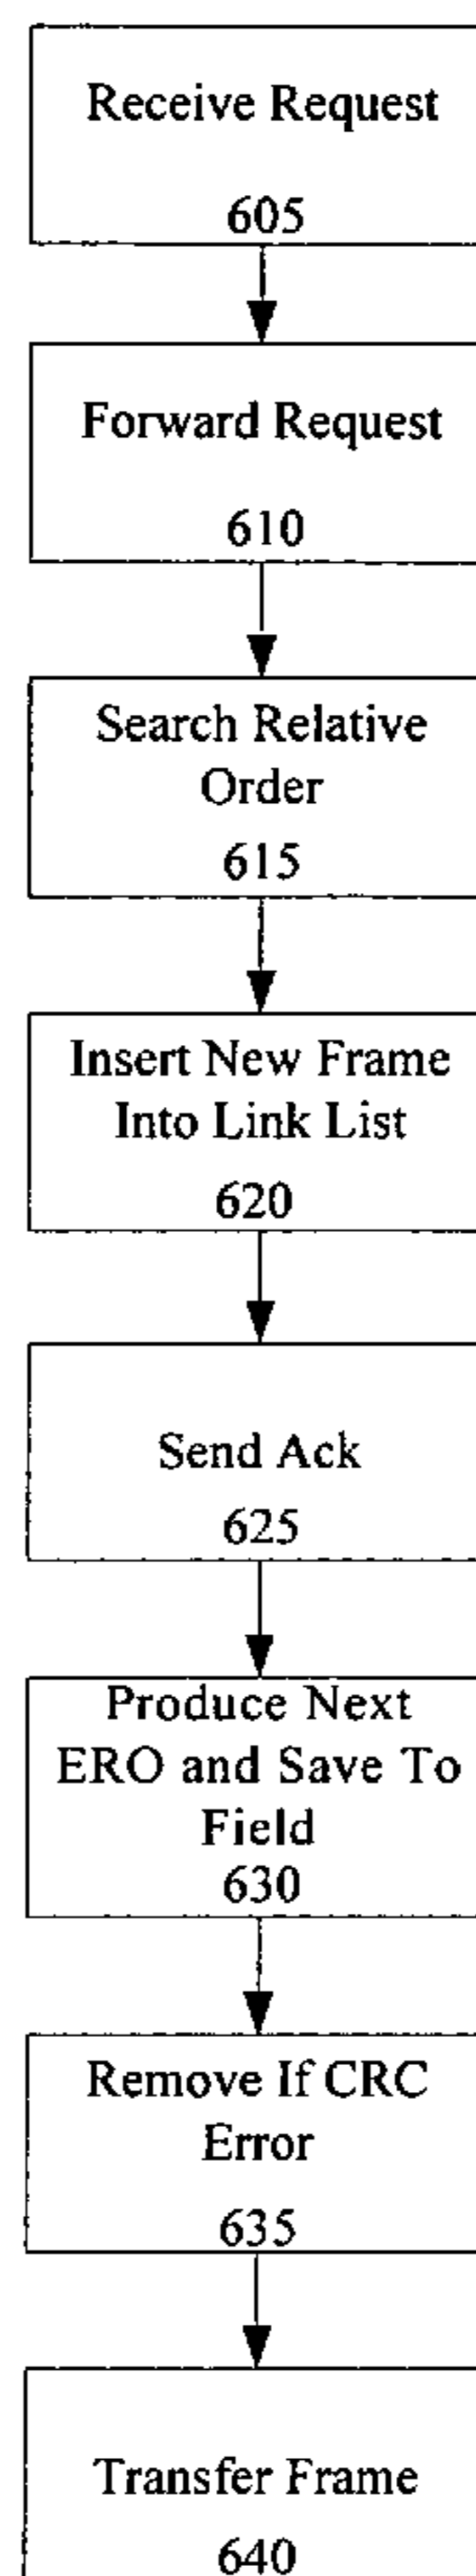 Receive Request
605
Forward Request
610
Search Relative
Order
615
Insert New Frame
Into Link List
620
Send Ack
625
Produce Next
ERO and Save To
Field
630
Remove If CRC
Error
635
Transfer Frame
640